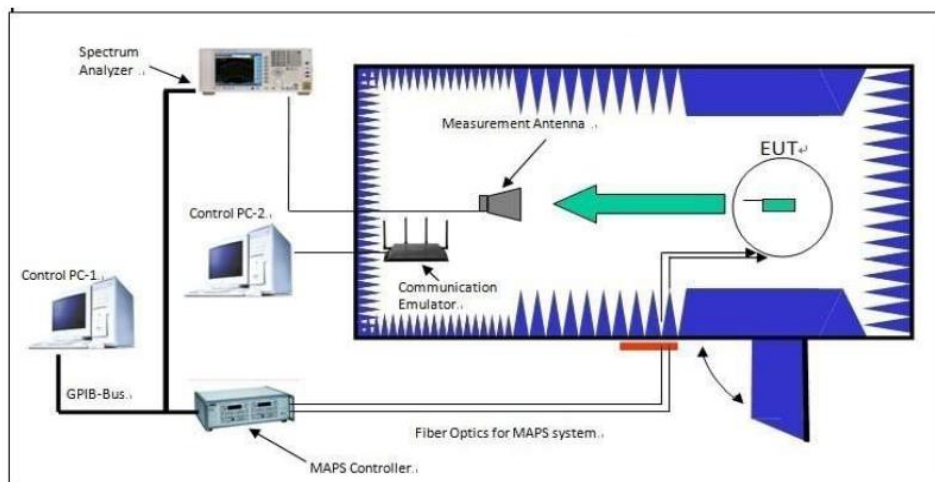 Spectrum
Analyzer
Measurement Antenna
EUT
Control PC-2
Control PC-1
Communication
Emulator
GPIB-Bus
Fiber Optics for MAPS system
MAPS Controller